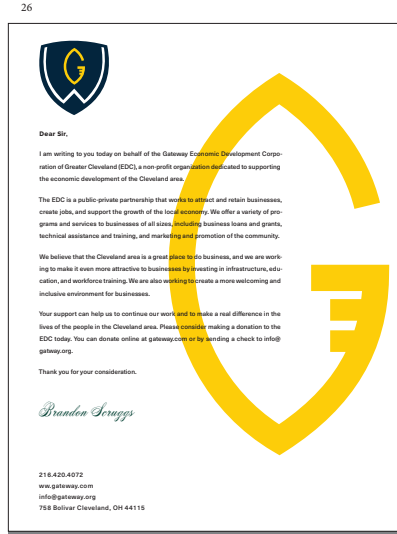 26
Dear Sir,
I am writing to you today on behalf of the Gateway Economic Development Corpo-
ration of Greater Cleveland (EDC), a non-profit organization dedicated to supporting
the economic development of the Cleveland area.
The EDC is a public-private partnership that works to attract and retain businesses,
create jobs, and support the growth of the local economy. We offer a variety of pro-
grams and services to businesses of all sizes, including business loans and grants,
technical assistance and training, and marketing and promotion of the community.
We believe that the Cleveland area is a great place to do business, and we are work-
ing to make it even more attractive to businesses by investing in infrastructure, edu-
cation, and workforce training. We are also working to create a more welcoming and
inclusive environment for businesses.
Your support can help us to continue our work and to make a real difference in the
lives of the people in the Cleveland area. Please consider making a donation to the
EDC today. You can donate online at gateway.com or by sending a check to info@
gatway.org.
Thank you for your consideration.
Brandon Scruggs
216.420.4072
ww.gateway.com
info@gateway.org
758 Bolivar Cleveland, OH 44115